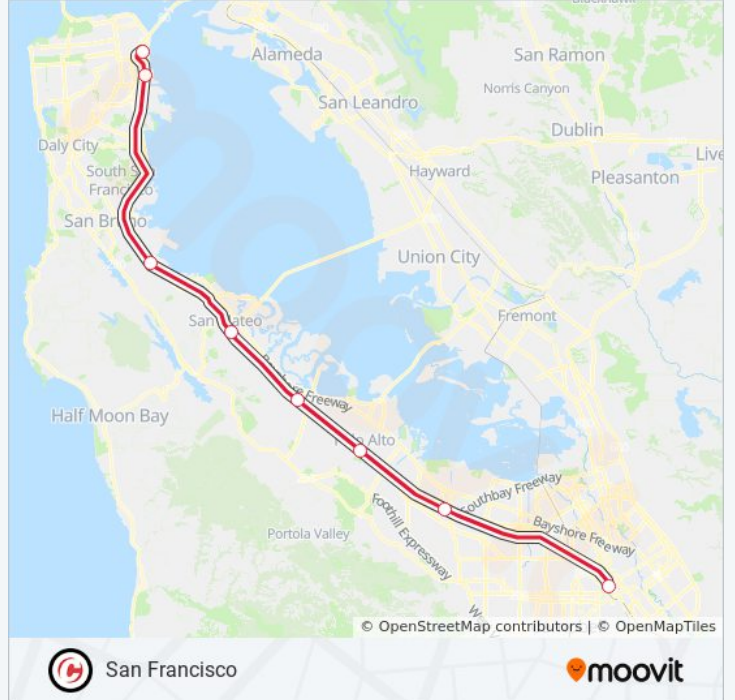 Alameda
San Ramon
Norris Canyon
San Leandro
Dublin
Daly City
Live
South S
Francisco
Hayward
Pleasanton
San Bruno
Union City
Fremont
San Mateo
Bayshore Freeway
Half Moon Bay
Palo Alto
Southbay Freeway
Foothill Expressway
Bayshore Freeway
Portola Valley
W
© OpenStreetMap contributors | © OpenMapTiles
San Francisco
moovit